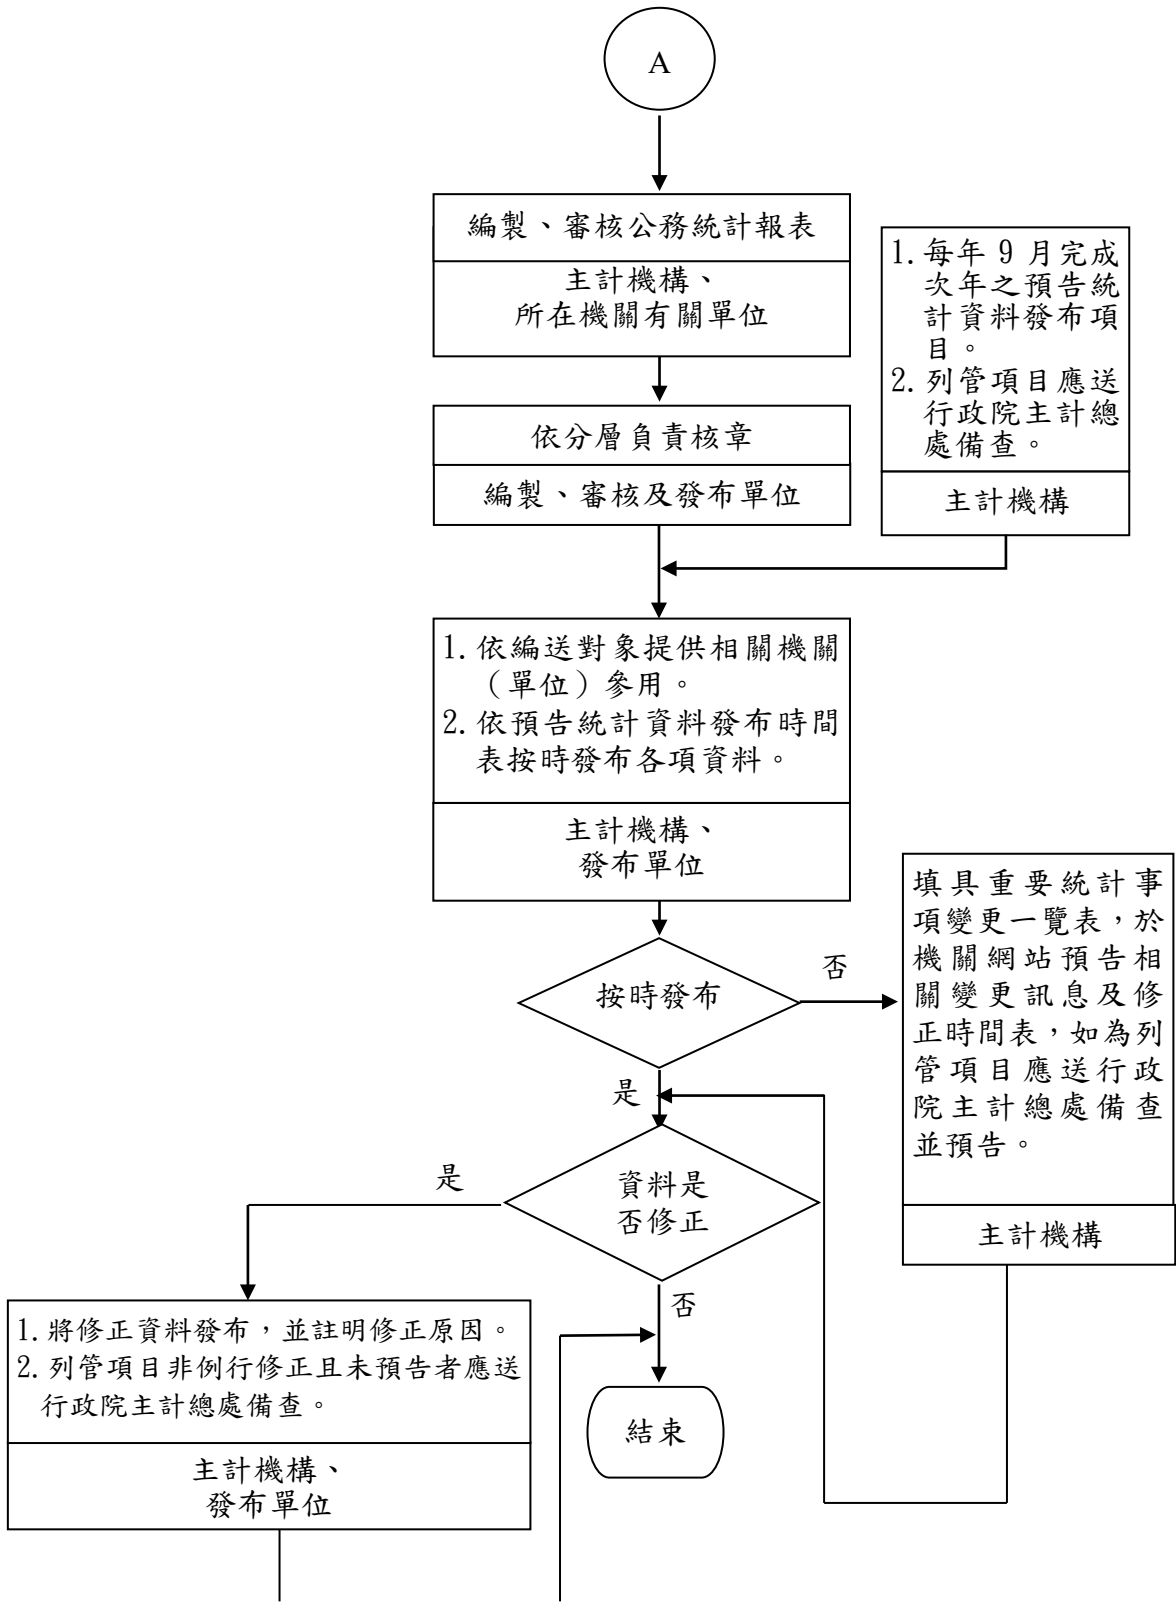 A
編製、審核公務統計報表
主計機構、
所在機關有關單位
1. 每年 9 月完成
次年之預告統
計資料發布項
目。
2. 列管項目應送
行政院主計總
處備查。
主計機構
依分層負責核章
編製、審核及發布單位
1. 依編送對象提供相關機關
（單位）參用。
2. 依預告統計資料發布時間
表按時發布各項資料。
主計機構、
發布單位
按時發布
否
填具重要統計事
項變更一覽表，於
機關網站預告相
關變更訊息及修
正時間表，如為列
管項目應送行政
院主計總處備查
並預告。
主計機構
是
資料是
否修正
是
1. 將修正資料發布，並註明修正原因。
2. 列管項目非例行修正且未預告者應送
行政院主計總處備查。
主計機構、
發布單位
否
結束